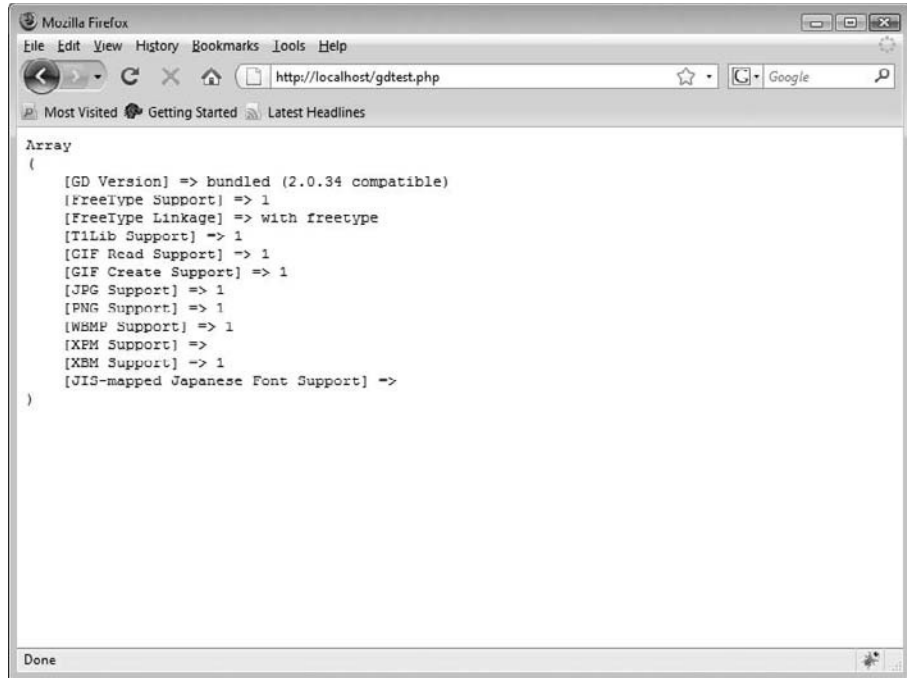 Mozilla Firefox
File Edit View History Bookmarks Tools Help
http://localhost/gdtest.php
G Google
Most Visited Getting Started Latest Headlines
Array
(
[GD Version] => bundled (2.0.34 compatible)
[FreeType Support] => 1
[FreeType Linkage] => with freetype
[T1Lib Support] => 1
[GIF Read Support] => 1
[GIF Create Support] => 1
[JPG Support] => 1
[PNG Support] => 1
[WBMP Support] => 1
[XPM Support] =>
[XBM Support] => 1
[JIS-mapped Japanese Font Support] =>
)
Done